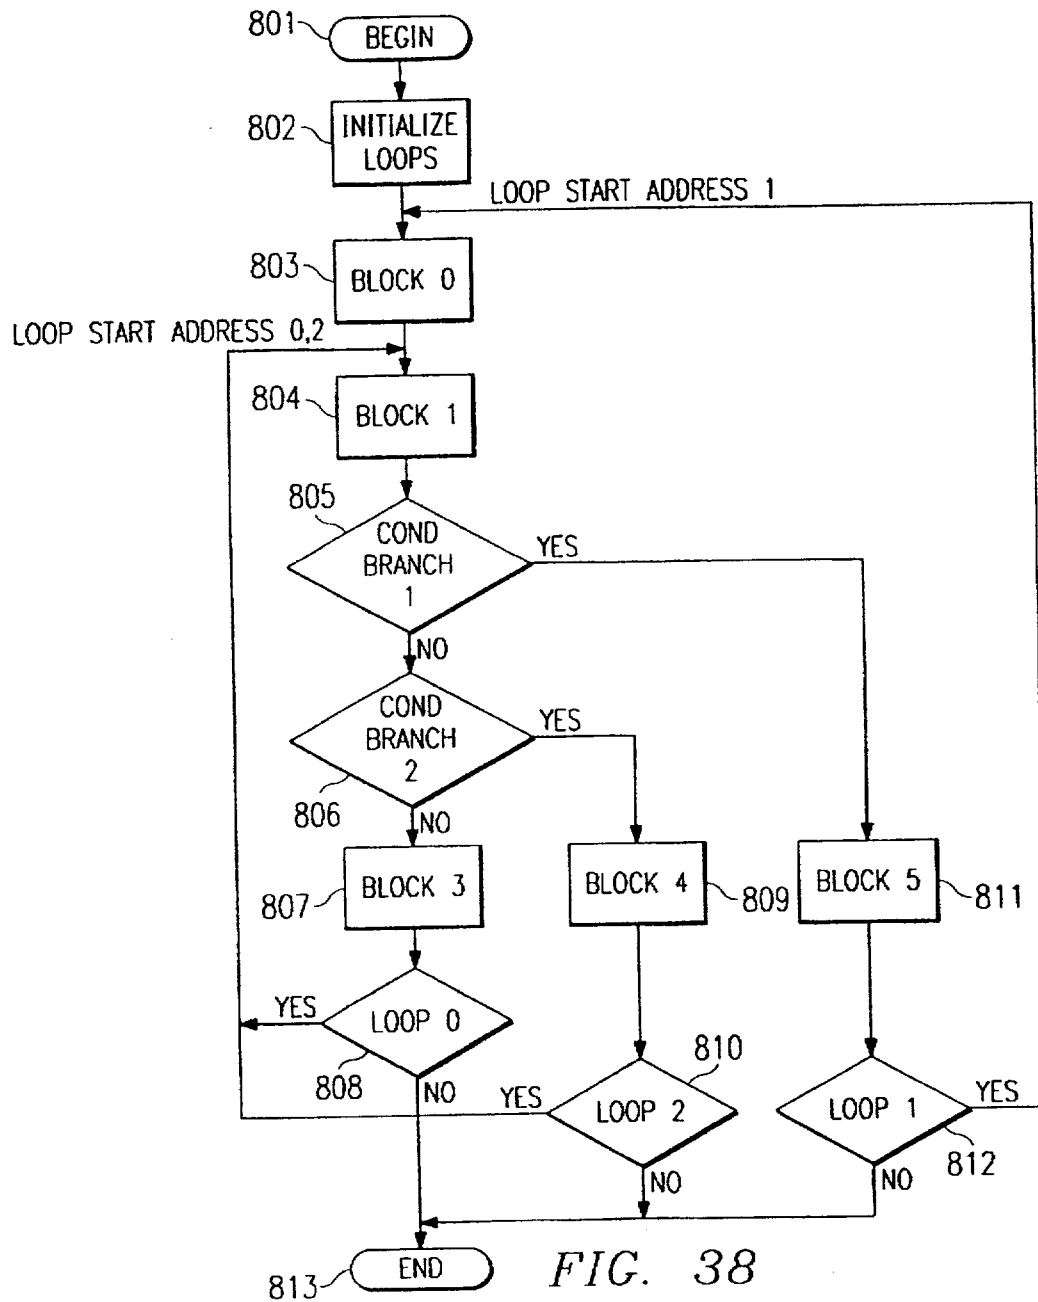 801
BEGIN
802
INITIALIZE
LOOPS
LOOP START ADDRESS 1
803
BLOCK 0
LOOP START ADDRESS 0,2
804
BLOCK 1
805
COND
BRANCH
1
YES
NO
COND
BRANCH
2
YES
806
NO
807
BLOCK 3
BLOCK 4
809
BLOCK 5
811
YES
LOOP 0
808
NO
810
YES
LOOP 2
NO
LOOP 1
YES
812
NO
813
END
FIG. 38